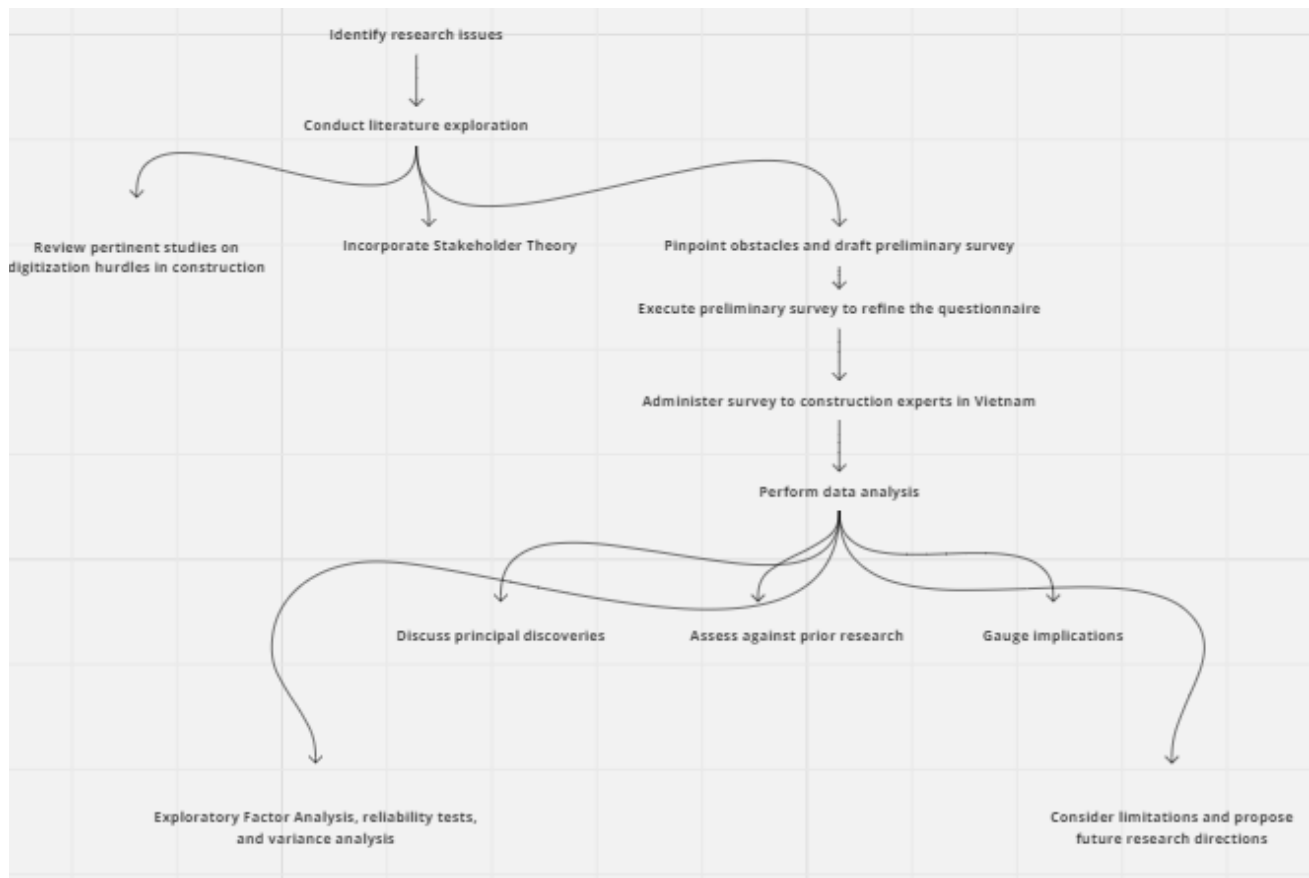 Identify research issues
Conduct literature exploration
Review pertinent studies on
digitization hurdles in construction
Incorporate Stakeholder Theory
Pinpoint obstacles and draft preliminary survey
Execute preliminary survey to refine the questionnaire
Administer survey to construction experts in Vietnam
Perform data analysis
Discuss principal discoveries
Assess against prior research
Gauge implications
Exploratory Factor Analysis, reliability tests,
and variance analysis
Consider limitations and propose
future research directions